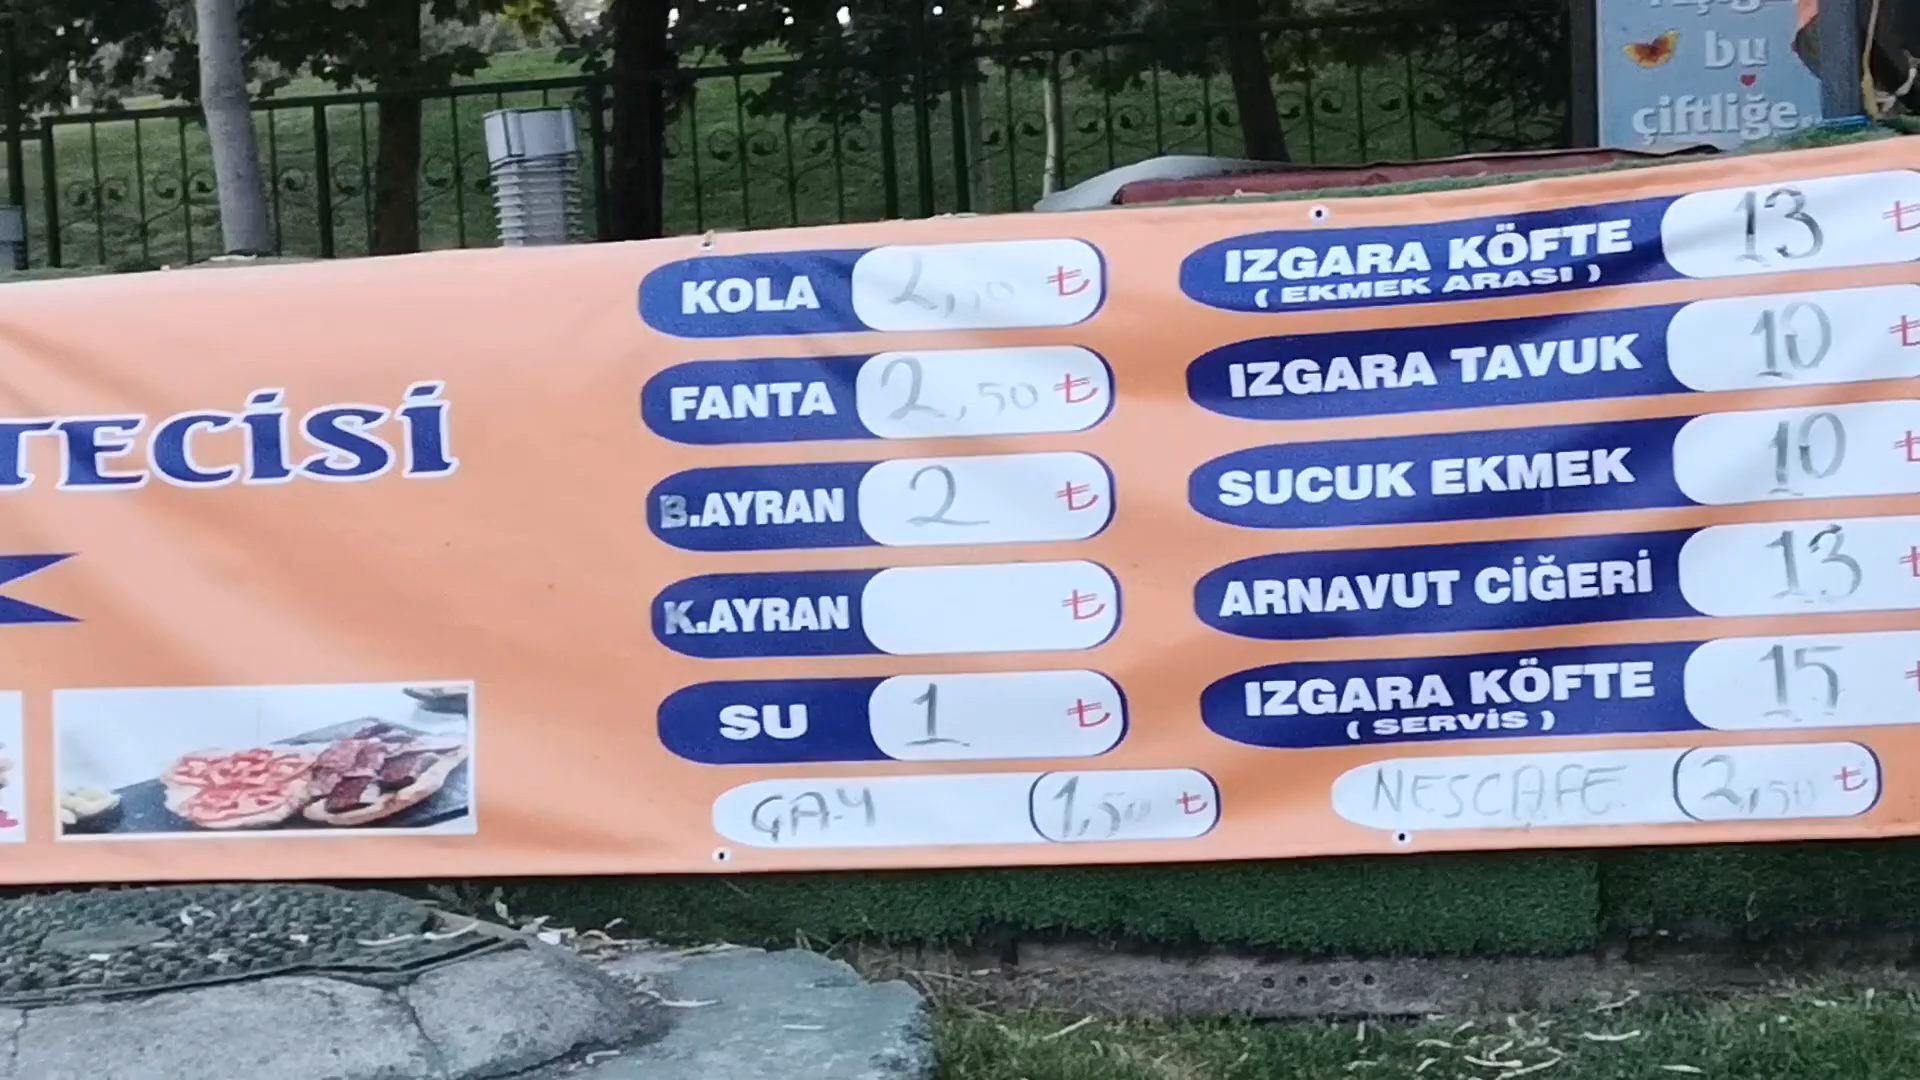 bu
çiftliğe.
TECİSİ
KOLA 2, ₺
FANTA 2,50 ₺
B.AYRAN 2 ₺
K.AYRAN ₺
SU 1 ₺
ÇAY 1,50 ₺
IZGARA KÖFTE 13 ₺
( EKMEK ARASI )
IZGARA TAVUK 10 ₺
SUCUK EKMEK 10 ₺
ARNAVUT CİĞERİ 13 ₺
IZGARA KÖFTE 15 ₺
( SERVİS )
NESCAFE 2,50 ₺